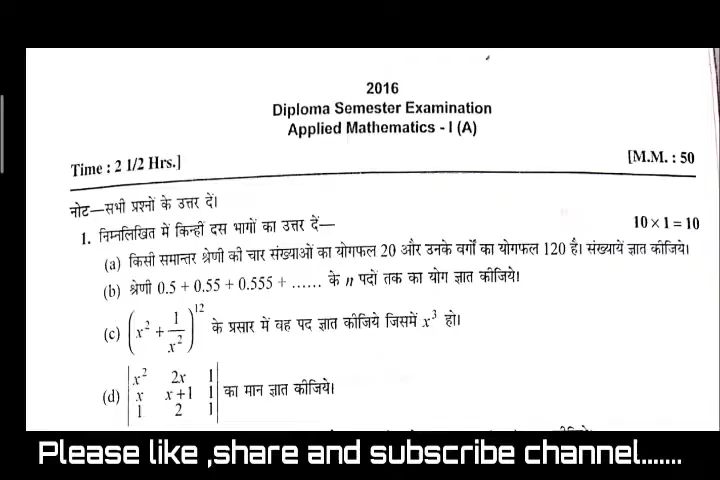 2016
Diploma Semester Examination
Applied Mathematics - I (A)
Time : 2 1/2 Hrs.]
[M.M. : 50
नोट—सभी प्रश्नों के उत्तर दें।
1. निम्नलिखित में किन्हीं दस भागों का उत्तर दें— 10 × 1 = 10
(a) किसी समान्तर श्रेणी की चार संख्याओं का योगफल 20 और उनके वर्गों का योगफल 120 है। संख्यायें ज्ञात कीजिये।
(b) श्रेणी 0.5 + 0.55 + 0.555 + ...... के n पदों तक का योग ज्ञात कीजिये।
(c) (x² + 1/x²)¹² के प्रसार में वह पद ज्ञात कीजिये जिसमें x³ हो।
(d) | x² 2x 1 |
| x x+1 1 | का मान ज्ञात कीजिये।
| 1 2 1 |
Please like ,share and subscribe channel.......